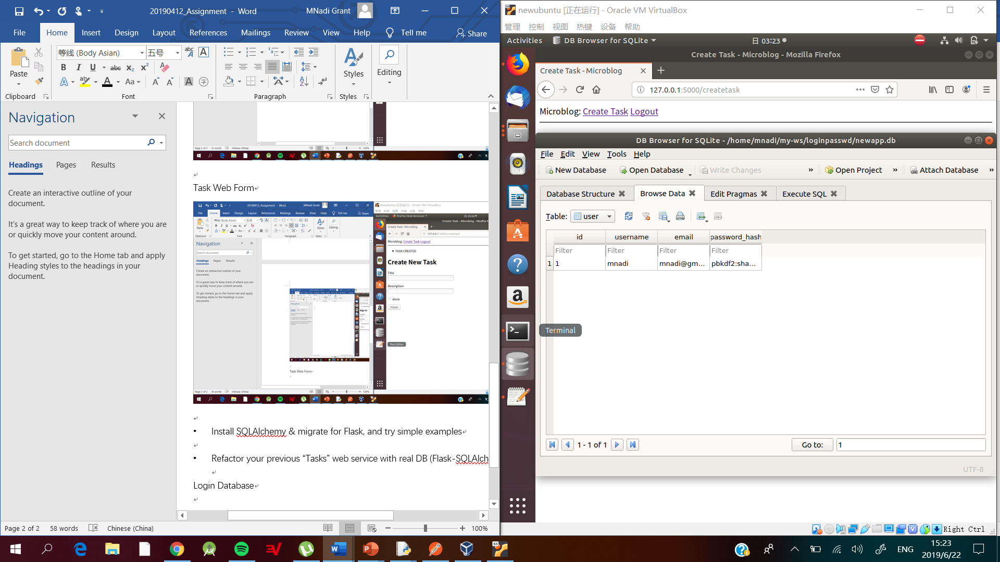 20190412_Assignment - Word
MNadi Grant
File
Home
Insert
Design
Layout
References
Mailings
Review
View
Help
Tell me
Share
Paste
等线 (Body Asian)
五号
Styles
Editing
Clipboard
Font
Paragraph
Styles
Navigation
Search document
Headings
Pages
Results
Create an interactive outline of your
document.
It's a great way to keep track of where you are
or quickly move your content around.
To get started, go to the Home tab and apply
Heading styles to the headings in your
document.
Task Web Form
Create Task - Microblog
127.0.0.1:5000/createtask
Microblog: Create Task Logout
TASK CREATED
Create New Task
Title
Description
done
Finish
Text Editor
Task Web Form
• Install SQLAlchemy & migrate for Flask, and try simple examples
• Refactor your previous “Tasks” web service with real DB (Flask-SQLAlch
Login Database
Page 2 of 2
58 words
Chinese (China)
100%
newubuntu [正在运行] - Oracle VM VirtualBox
管理 控制 视图 热键 设备 帮助
Activities
DB Browser for SQLite
日 03:23
Create Task - Microblog - Mozilla Firefox
Create Task - Microblog
127.0.0.1:5000/createtask
Microblog: Create Task Logout
DB Browser for SQLite - /home/mnadi/my-ws/loginpasswd/newapp.db
File Edit View Tools Help
New Database
Open Database
Write Changes
Open Project
Attach Database
Database Structure
Browse Data
Edit Pragmas
Execute SQL
Table: user
id username email password_hash
Filter Filter Filter Filter
1 1 mnadi mnadi@gm... pbkdf2:sha...
Terminal
1 - 1 of 1
Go to: 1
UTF-8
Right Ctrl
ENG
15:23
2019/6/22